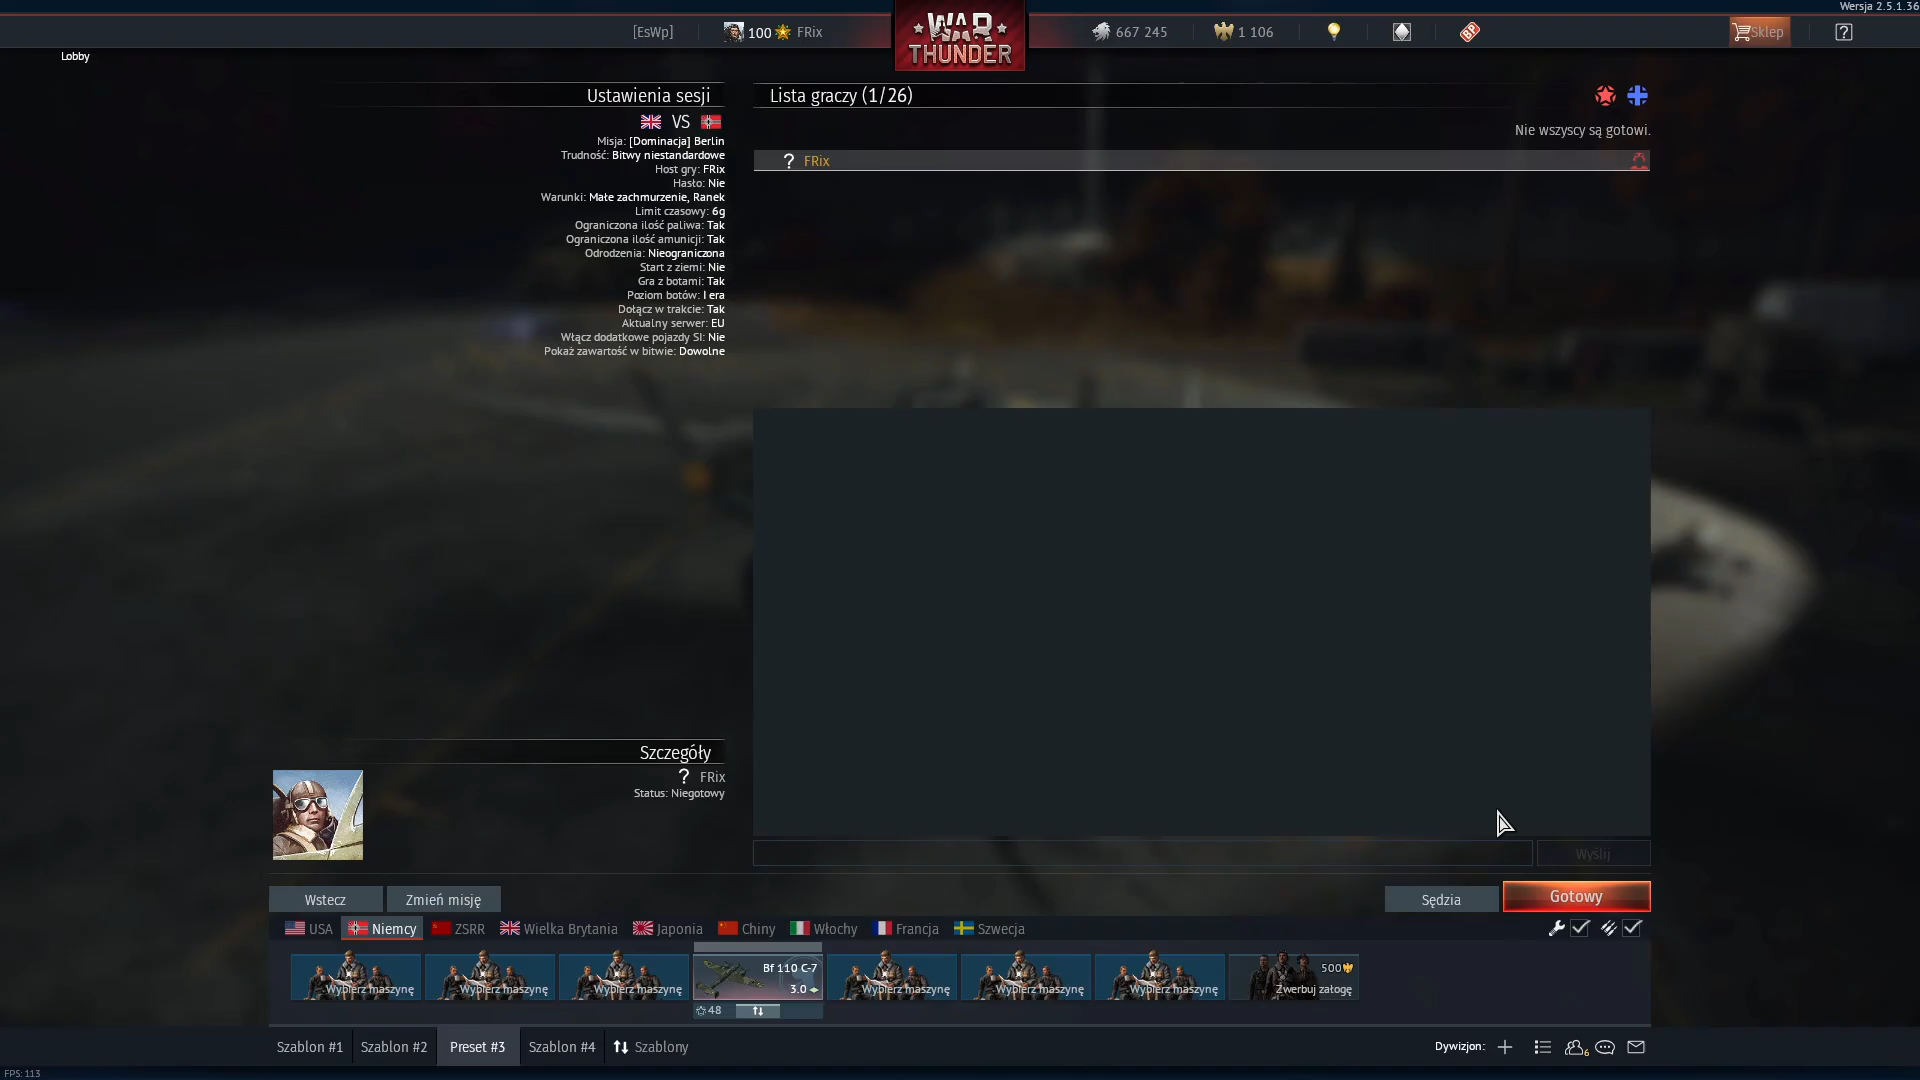 Wersja 2.5.1.36
[EsWp] 100 FRix WAR THUNDER 667 245 1 106 BP Sklep ?
Lobby
Ustawienia sesji
VS
Misja: [Dominacja] Berlin
Trudność: Bitwy niestandardowe
Host gry: FRix
Hasło: Nie
Warunki: Małe zachmurzenie, Ranek
Limit czasowy: 6g
Ograniczona ilość paliwa: Tak
Ograniczona ilość amunicji: Tak
Odrodzenia: Nieograniczona
Start z ziemi: Nie
Gra z botami: Tak
Poziom botów: I era
Dołącz w trakcie: Tak
Aktualny serwer: EU
Włącz dodatkowe pojazdy SI: Nie
Pokaż zawartość w bitwie: Dowolne
Lista graczy (1/26)
Nie wszyscy są gotowi.
? FRix
Szczegóły
? FRix
Status: Niegotowy
Wyślij
Wstecz Zmień misję Sędzia Gotowy
USA Niemcy ZSRR Wielka Brytania Japonia Chiny Włochy Francja Szwecja
Bf 110 C-7 500
Wybierz maszynę Wybierz maszynę Wybierz maszynę 3.0 Wybierz maszynę Wybierz maszynę Wybierz maszynę Zwerbuj załogę
48
Szablon #1 Szablon #2 Preset #3 Szablon #4 Szablony Dywizjon: 6
FPS: 113